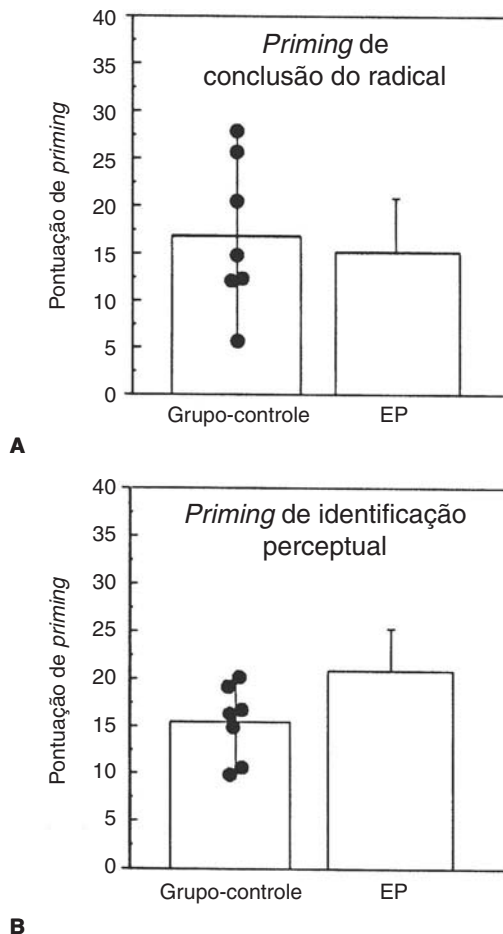 40
35
30
25
20
15
10
5
0
Pontuação de priming
Priming de
conclusão do radical
Grupo-controle
EP
A
40
35
30
25
20
15
10
5
0
Pontuação de priming
Priming de identificação
perceptual
Grupo-controle
EP
B